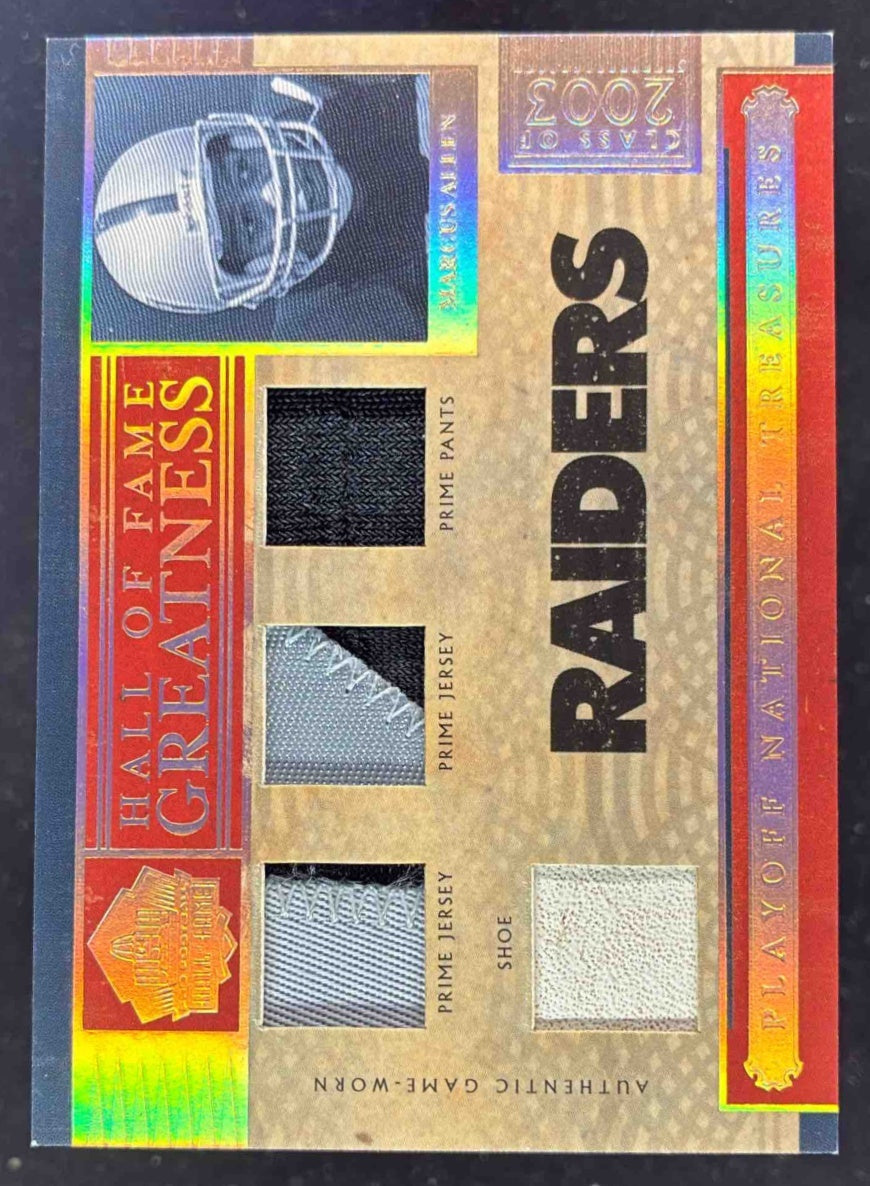 HALL OF FAME
GREATNESS
MARCUS ALLEN
PRIME JERSEY
PRIME JERSEY
PRIME PANTS
SHOE
RAIDERS
CLASS OF
2003
AUTHENTIC GAME-WORN
PLAYOFF NATIONAL TREASURES